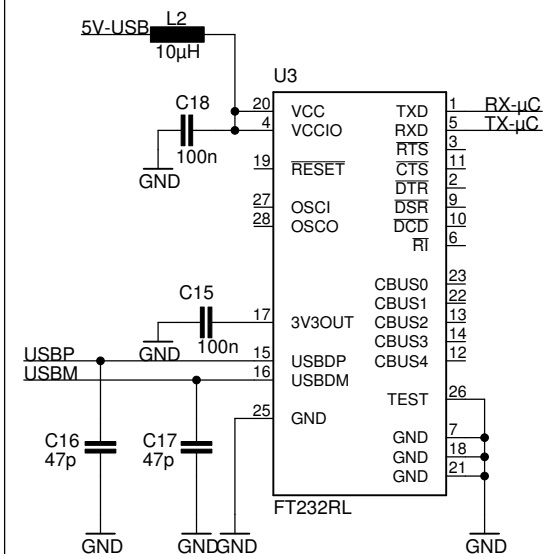 5V-USB L2
10µH
U3
C18 20 VCC TXD 1 RX-µC
4 VCCIO RXD 5 TX-µC
100n RTS 3
GND 19 RESET CTS 11
DTR 2
27 OSCI DSR 9
28 OSCO DCD 10
RI 6
CBUS0 23
C15 CBUS1 22
17 3V3OUT CBUS2 13
GND 100n CBUS3 14
USBP 15 USBDP CBUS4 12
USBM 16 USBDM
TEST 26
25 GND
C16 C17 GND 7
47p 47p GND 18
GND 21
FT232RL
GND GND GND GND